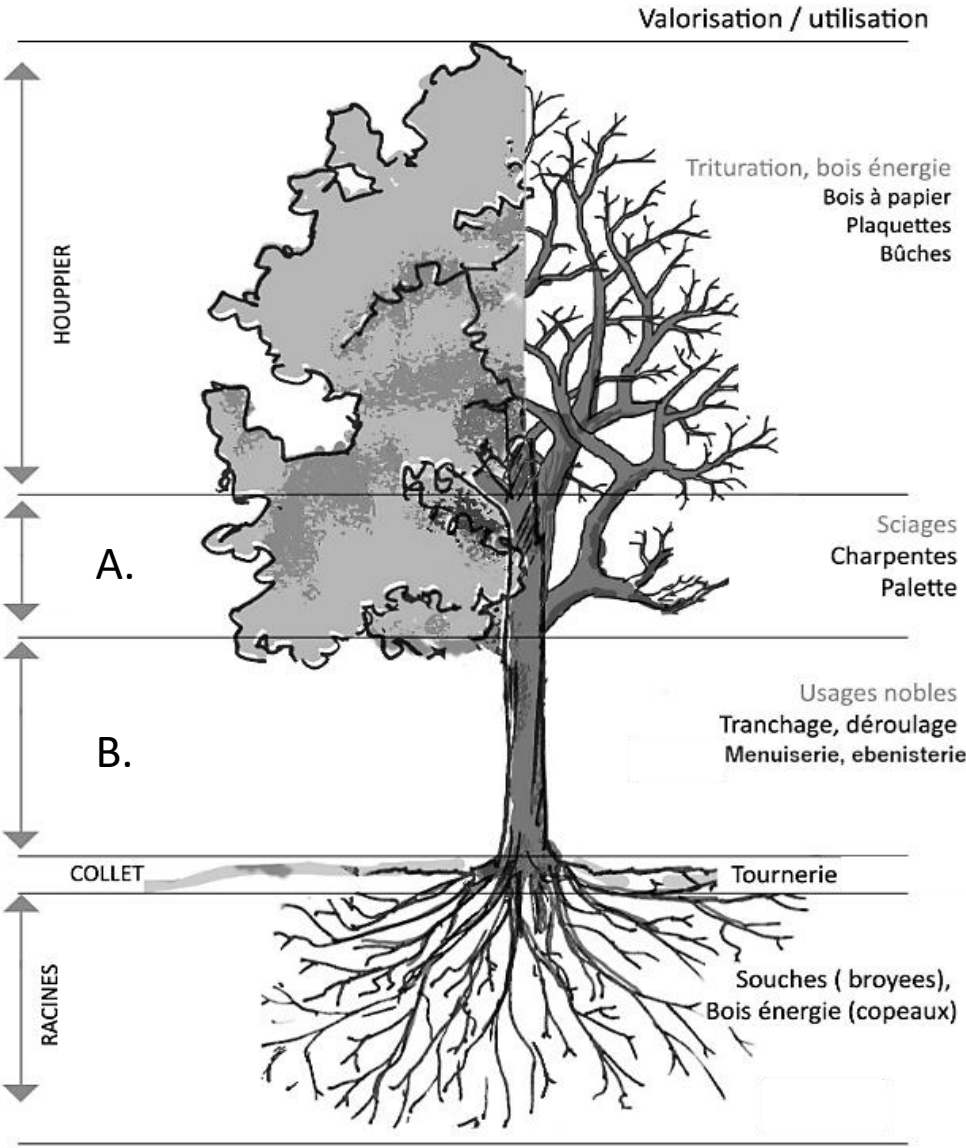 Valorisation / utilisation
HOUPPIER
Trituration, bois énergie
Bois à papier
Plaquettes
Bûches
A.
Sciages
Charpentes
Palette
B.
Usages nobles
Tranchage, déroulage
Menuiserie, ebenisterie
COLLET
Tournerie
RACINES
Souches ( broyees),
Bois énergie (copeaux)